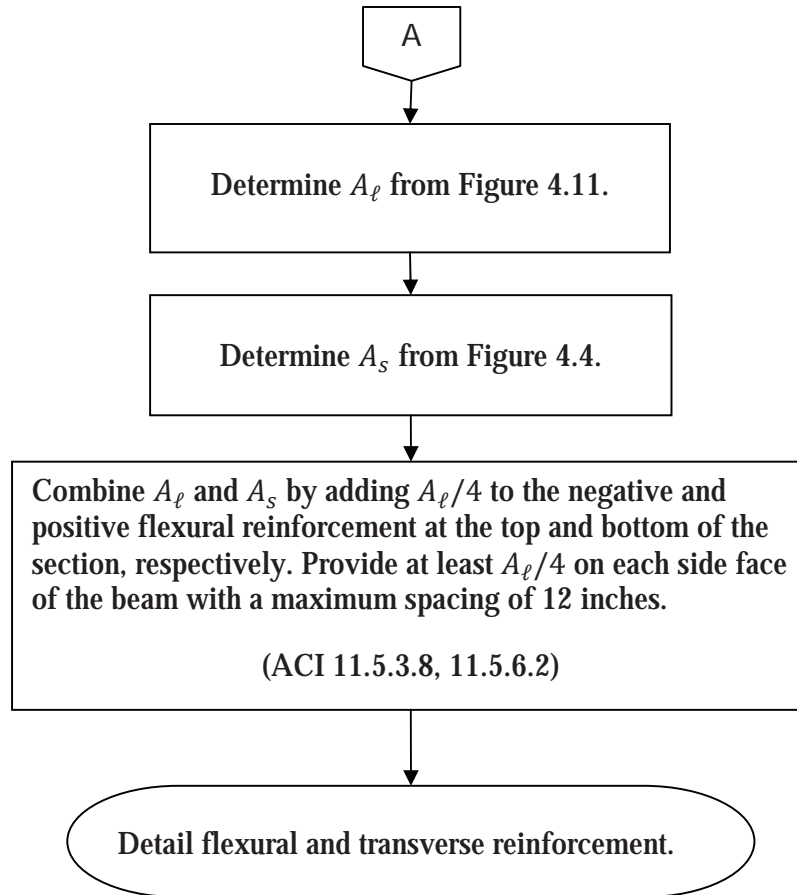 A
Determine Aℓ from Figure 4.11.
Determine As from Figure 4.4.
Combine Aℓ and As by adding Aℓ/4 to the negative and
positive flexural reinforcement at the top and bottom of the
section, respectively. Provide at least Aℓ/4 on each side face
of the beam with a maximum spacing of 12 inches.
(ACI 11.5.3.8, 11.5.6.2)
Detail flexural and transverse reinforcement.